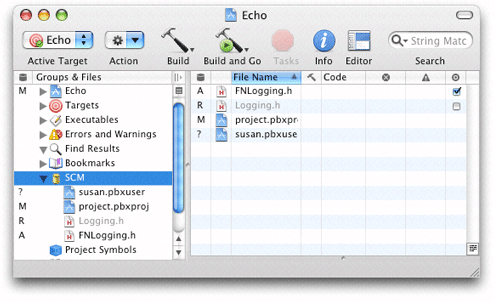 Echo
Echo
String Matc
Active Target Action Build Build and Go Tasks Info Editor Search
Groups & Files File Name Code
M Echo
Targets
Executables
Errors and Warnings
Find Results
Bookmarks
SCM
? susan.pbxuser
M project.pbxproj
R Logging.h
A FNLogging.h
Project Symbols
A FNLogging.h
R Logging.h
M project.pbxpr
? susan.pbxuse